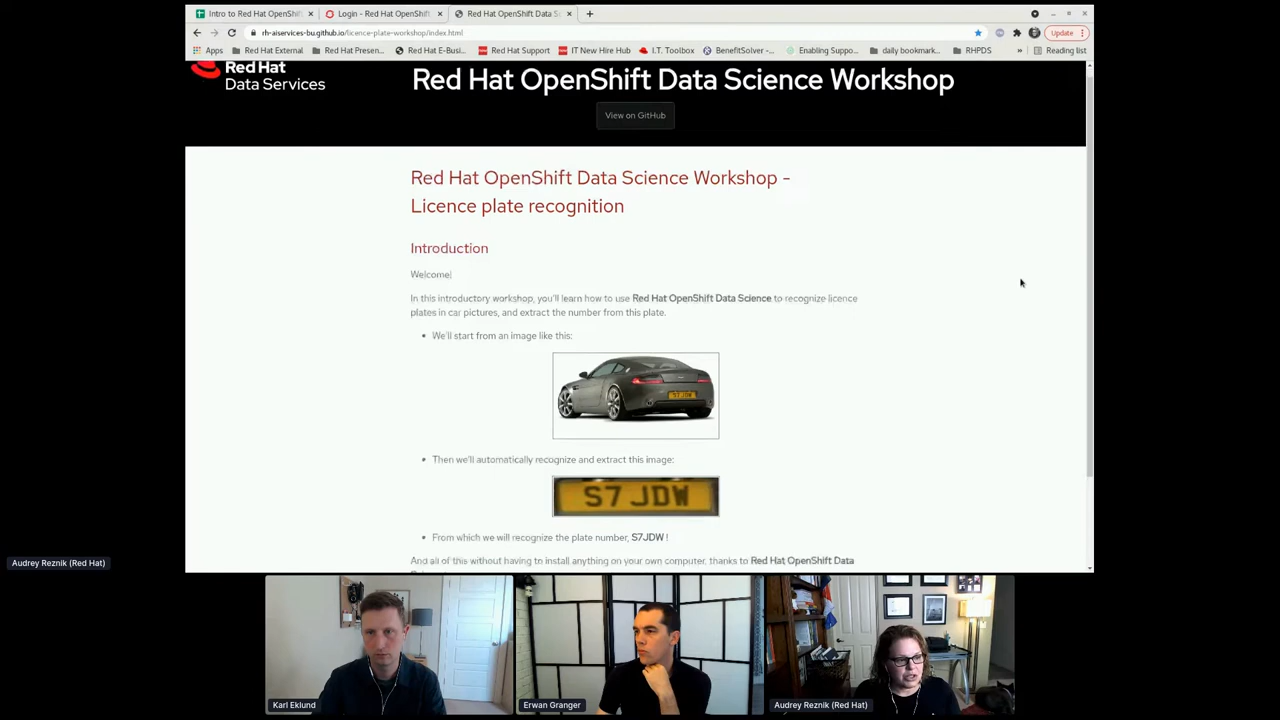 Intro to Red Hat OpenShift
Login - Red Hat OpenShift
Red Hat OpenShift Data S
rh-aiservices-bu.github.io/licence-plate-workshop/index.html
Update
Apps
Red Hat External
Red Hat Presen...
Red Hat E-Busi...
Red Hat Support
IT New Hire Hub
I.T. Toolbox
BenefitSolver -...
Enabling Suppo...
daily bookmark...
RHPDS
»
Reading list
Red Hat
Data Services
Red Hat OpenShift Data Science Workshop
View on GitHub
Red Hat OpenShift Data Science Workshop -
Licence plate recognition
Introduction
Welcome!
In this introductory workshop, you'll learn how to use Red Hat OpenShift Data Science to recognize licence
plates in car pictures, and extract the number from this plate.
• We'll start from an image like this:
S7 JDW
• Then we'll automatically recognize and extract this image:
S7 JDW
• From which we will recognize the plate number, S7JDW !
And all of this without having to install anything on your own computer, thanks to Red Hat OpenShift Data
Audrey Reznik (Red Hat)
Karl Eklund
Erwan Granger
Audrey Reznik (Red Hat)